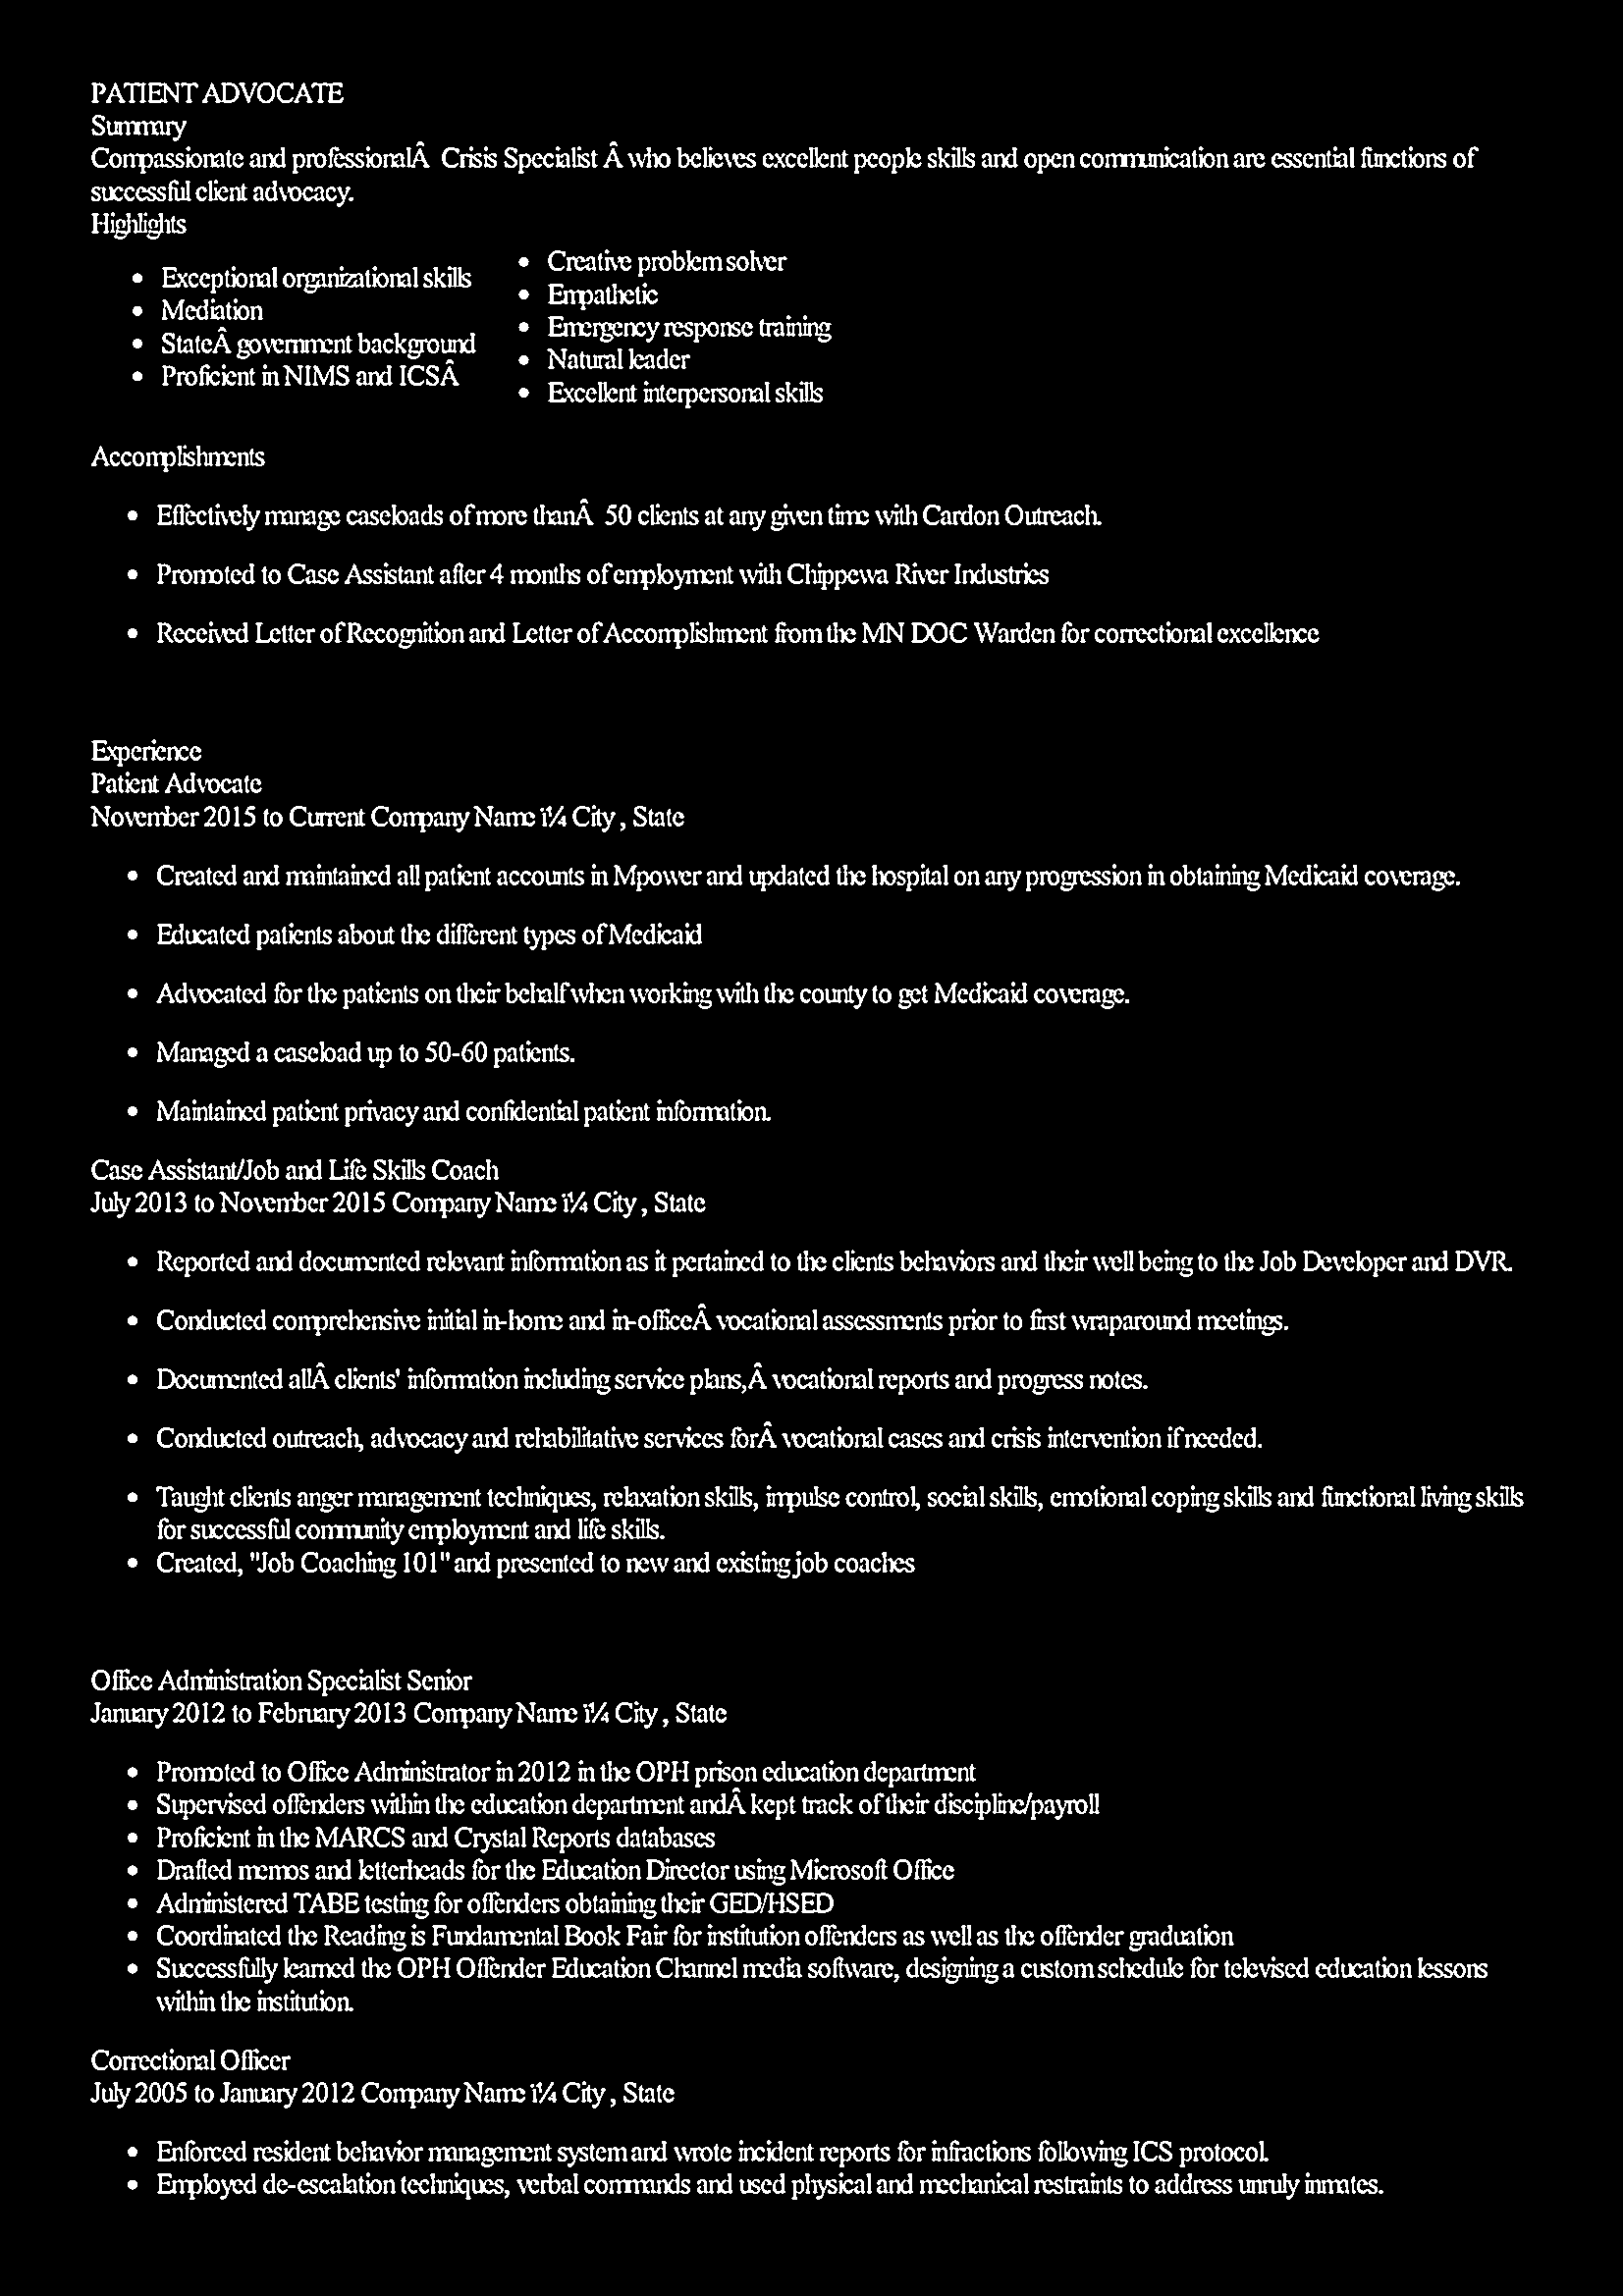 PATIENT ADVOCATE
Summary
Compassionate and professionalÂ  Crisis Specialist Â who believes excellent people skills and open communication are essential functions of
successful client advocacy.
Highlights
Exceptional organizational skills
Mediation
StateÂ government background
Proficient in NIMS and ICSÂ
Creative problem solver
Empathetic
Emergency response training
Natural leader
Excellent interpersonal skills
Accomplishments
Effectively manage caseloads of more thanÂ  50 clients at any given time with Cardon Outreach.
Promoted to Case Assistant after 4 months of employment with Chippewa River Industries
Received Letter of Recognition and Letter of Accomplishment from the MN DOC Warden for correctional excellence
Experience
Patient Advocate
November 2015 to Current Company Name ï¼ City , State
Created and maintained all patient accounts in Mpower and updated the hospital on any progression in obtaining Medicaid coverage.
Educated patients about the different types of Medicaid
Advocated for the patients on their behalf when working with the county to get Medicaid coverage.
Managed a caseload up to 50-60 patients.
Maintained patient privacy and confidential patient information.
Case Assistant/Job and Life Skills Coach
July 2013 to November 2015 Company Name ï¼ City , State
Reported and documented relevant information as it pertained to the clients behaviors and their well being to the Job Developer and DVR.
Conducted comprehensive initial in-home and in-officeÂ vocational assessments prior to first wraparound meetings.
Documented allÂ clients' information including service plans,Â vocational reports and progress notes.
Conducted outreach, advocacy and rehabilitative services forÂ vocational cases and crisis intervention if needed.
Taught clients anger management techniques, relaxation skills, impulse control, social skills, emotional coping skills and functional living skills
for successful community employment and life skills.
Created, "Job Coaching 101" and presented to new and existing job coaches
Office Administration Specialist Senior
January 2012 to February 2013 Company Name ï¼ City , State
Promoted to Office Administrator in 2012 in the OPH prison education department
Supervised offenders within the education department andÂ kept track of their discipline/payroll
Proficient in the MARCS and Crystal Reports databases
Drafted memos and letterheads for the Education Director using Microsoft Office
Administered TABE testing for offenders obtaining their GED/HSED
Coordinated the Reading is Fundamental Book Fair for institution offenders as well as the offender graduation
Successfully learned the OPH Offender Education Channel media software, designing a custom schedule for televised education lessons
within the institution.
Correctional Officer
July 2005 to January 2012 Company Name ï¼ City , State
Enforced resident behavior management system and wrote incident reports for infractions following ICS protocol.
Employed de-escalation techniques, verbal commands and used physical and mechanical restraints to address unruly inmates.